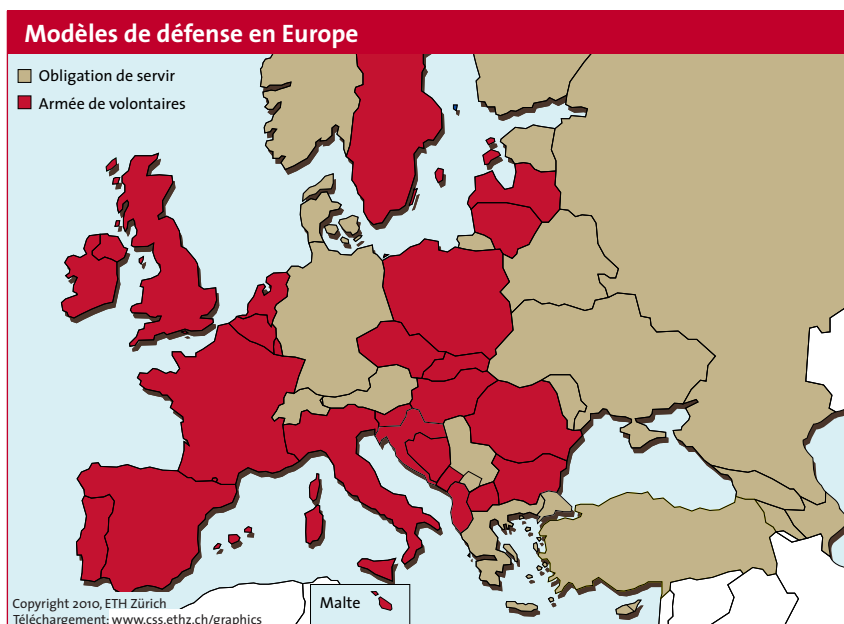 Modèles de défense en Europe
Obligation de servir
Armée de volontaires
Malte
Copyright 2010, ETH Zürich
Téléchargement: www.css.ethz.ch/graphics